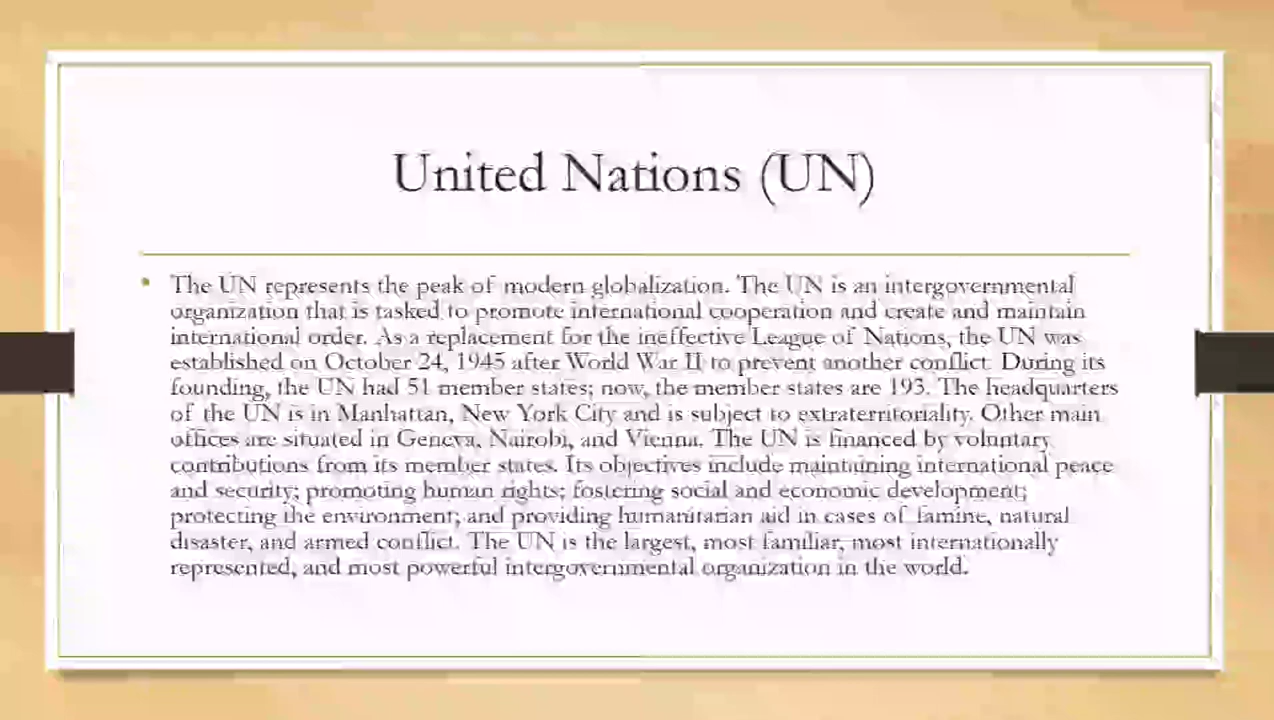 United Nations (UN)
• The UN represents the peak of modern globalization. The UN is an intergovernmental
organization that is tasked to promote international cooperation and create and maintain
international order. As a replacement for the ineffective League of Nations, the UN was
established on October 24, 1945 after World War II to prevent another conflict. During its
founding, the UN had 51 member states; now, the member states are 193. The headquarters
of the UN is in Manhattan, New York City and is subject to extraterritoriality. Other main
offices are situated in Geneva, Nairobi, and Vienna. The UN is financed by voluntary
contributions from its member states. Its objectives include maintaining international peace
and security; promoting human rights; fostering social and economic development;
protecting the environment; and providing humanitarian aid in cases of famine, natural
disaster, and armed conflict. The UN is the largest, most familiar, most internationally
represented, and most powerful intergovernmental organization in the world.